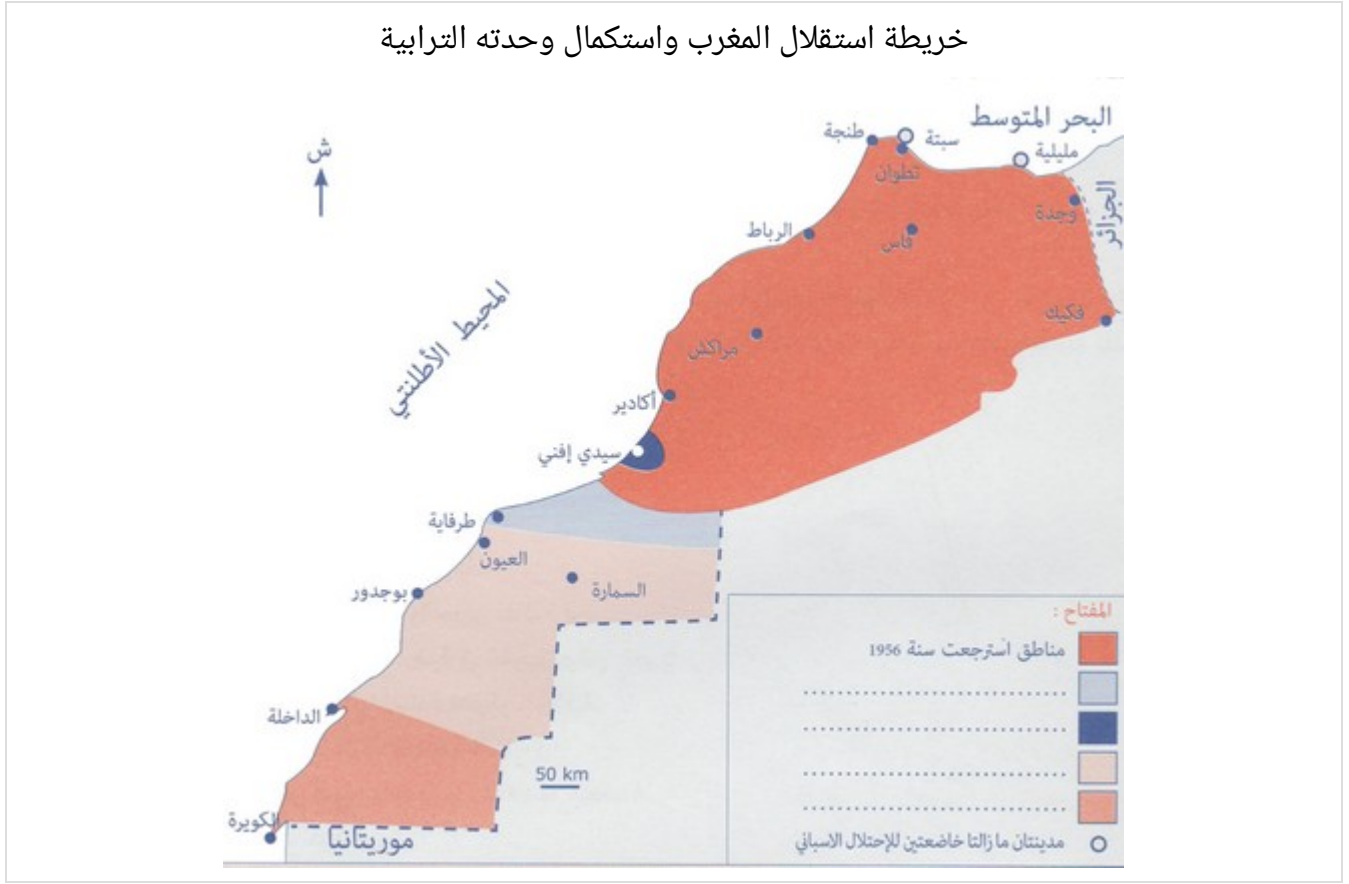 خريطة استقلال المغرب واستكمال وحدته الترابية
البحر المتوسط
ش
طنجة
سبتة
مليلية
تطوان
وجدة
الجزائر
الرباط
فاس
فكيك
المحيط الأطلنتي
مراكش
أكادير
سيدي إفني
طرفاية
العيون
السمارة
بوجدور
الداخلة
50 km
الكويرة
موريتانيا
المفتاح :
مناطق استرجعت سنة 1956
........................................
........................................
........................................
........................................
مدينتان ما زالتا خاضعتين للإحتلال الاسباني